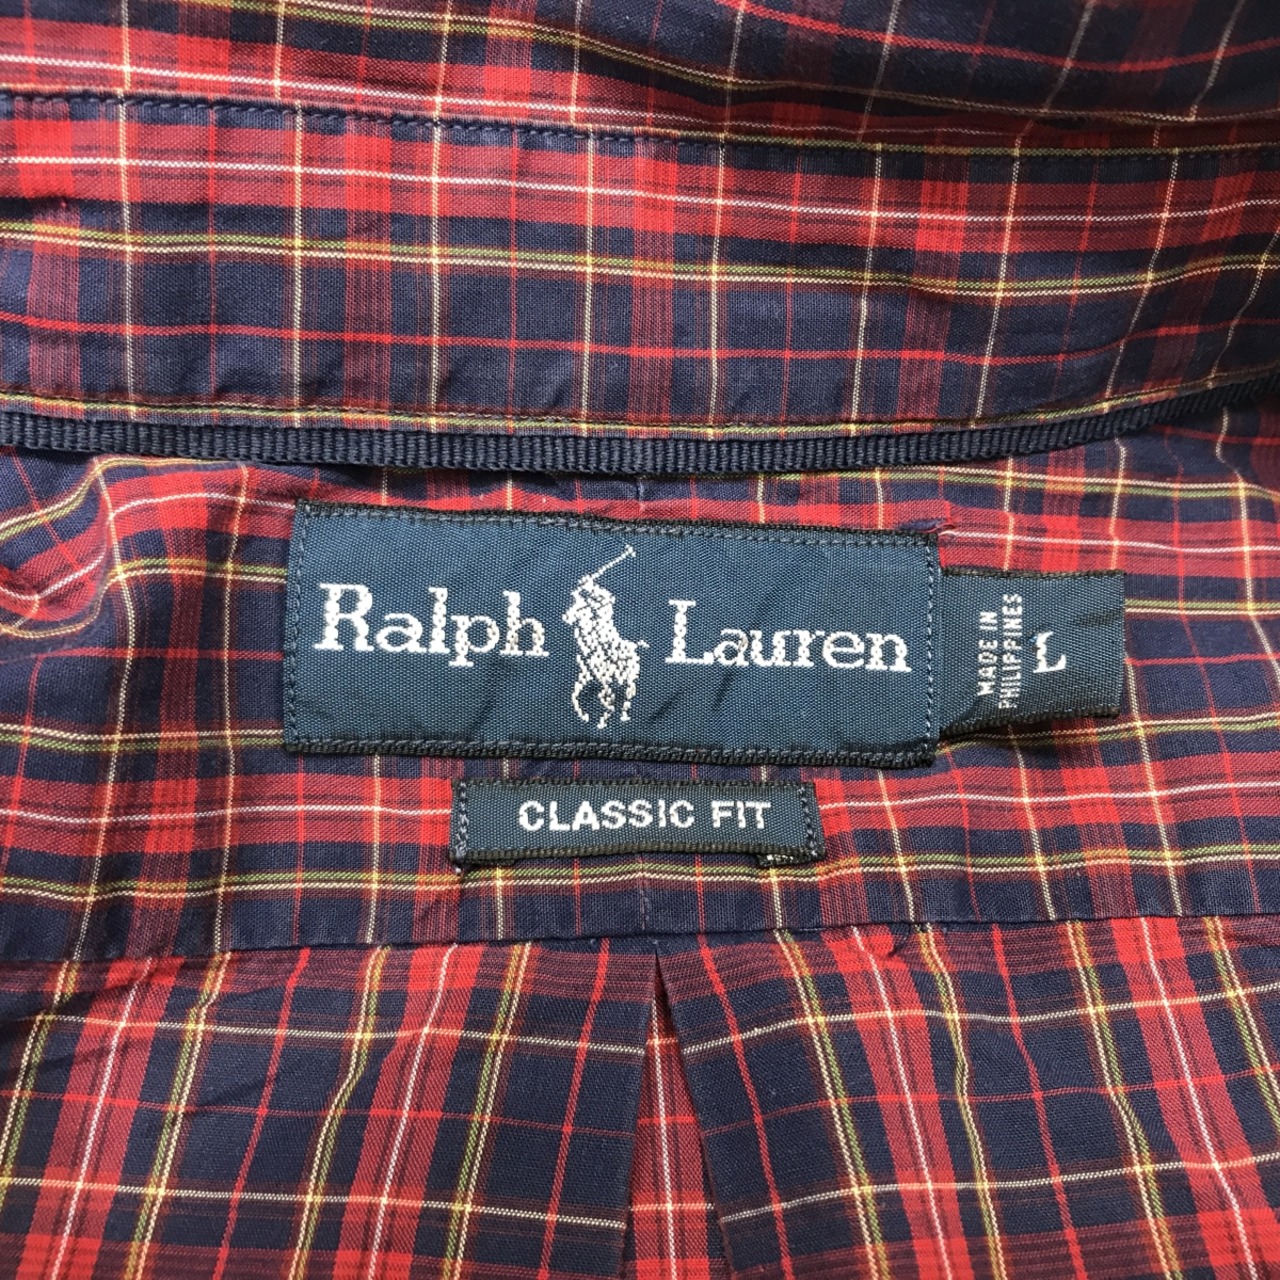 Ralph Lauren
MADE IN
PHILIPPINES
L
CLASSIC FIT